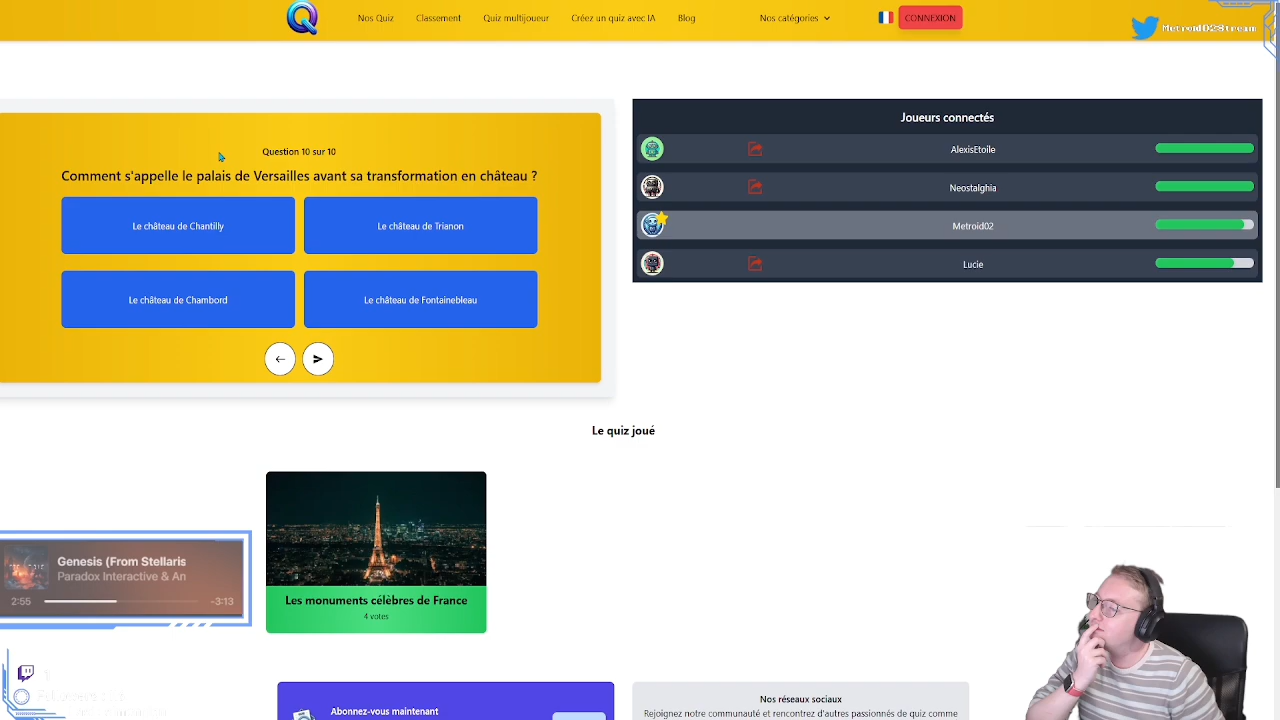 Nos Quiz
Classement
Quiz multijoueur
Créez un quiz avec IA
Blog
Nos catégories
CONNEXION
Metroid02Stream
Question 10 sur 10
Comment s'appelle le palais de Versailles avant sa transformation en château ?
Le château de Chantilly
Le château de Trianon
Le château de Chambord
Le château de Fontainebleau
Joueurs connectés
AlexisEtoile
Neostalghia
Metroid02
Lucie
Le quiz joué
Les monuments célèbres de France
4 votes
Genesis (From Stellaris
Paradox Interactive & An
2:55
-3:13
Abonnez-vous maintenant
Nos réseaux sociaux
Rejoignez notre communauté et rencontrez d'autres passionnés de quiz comme